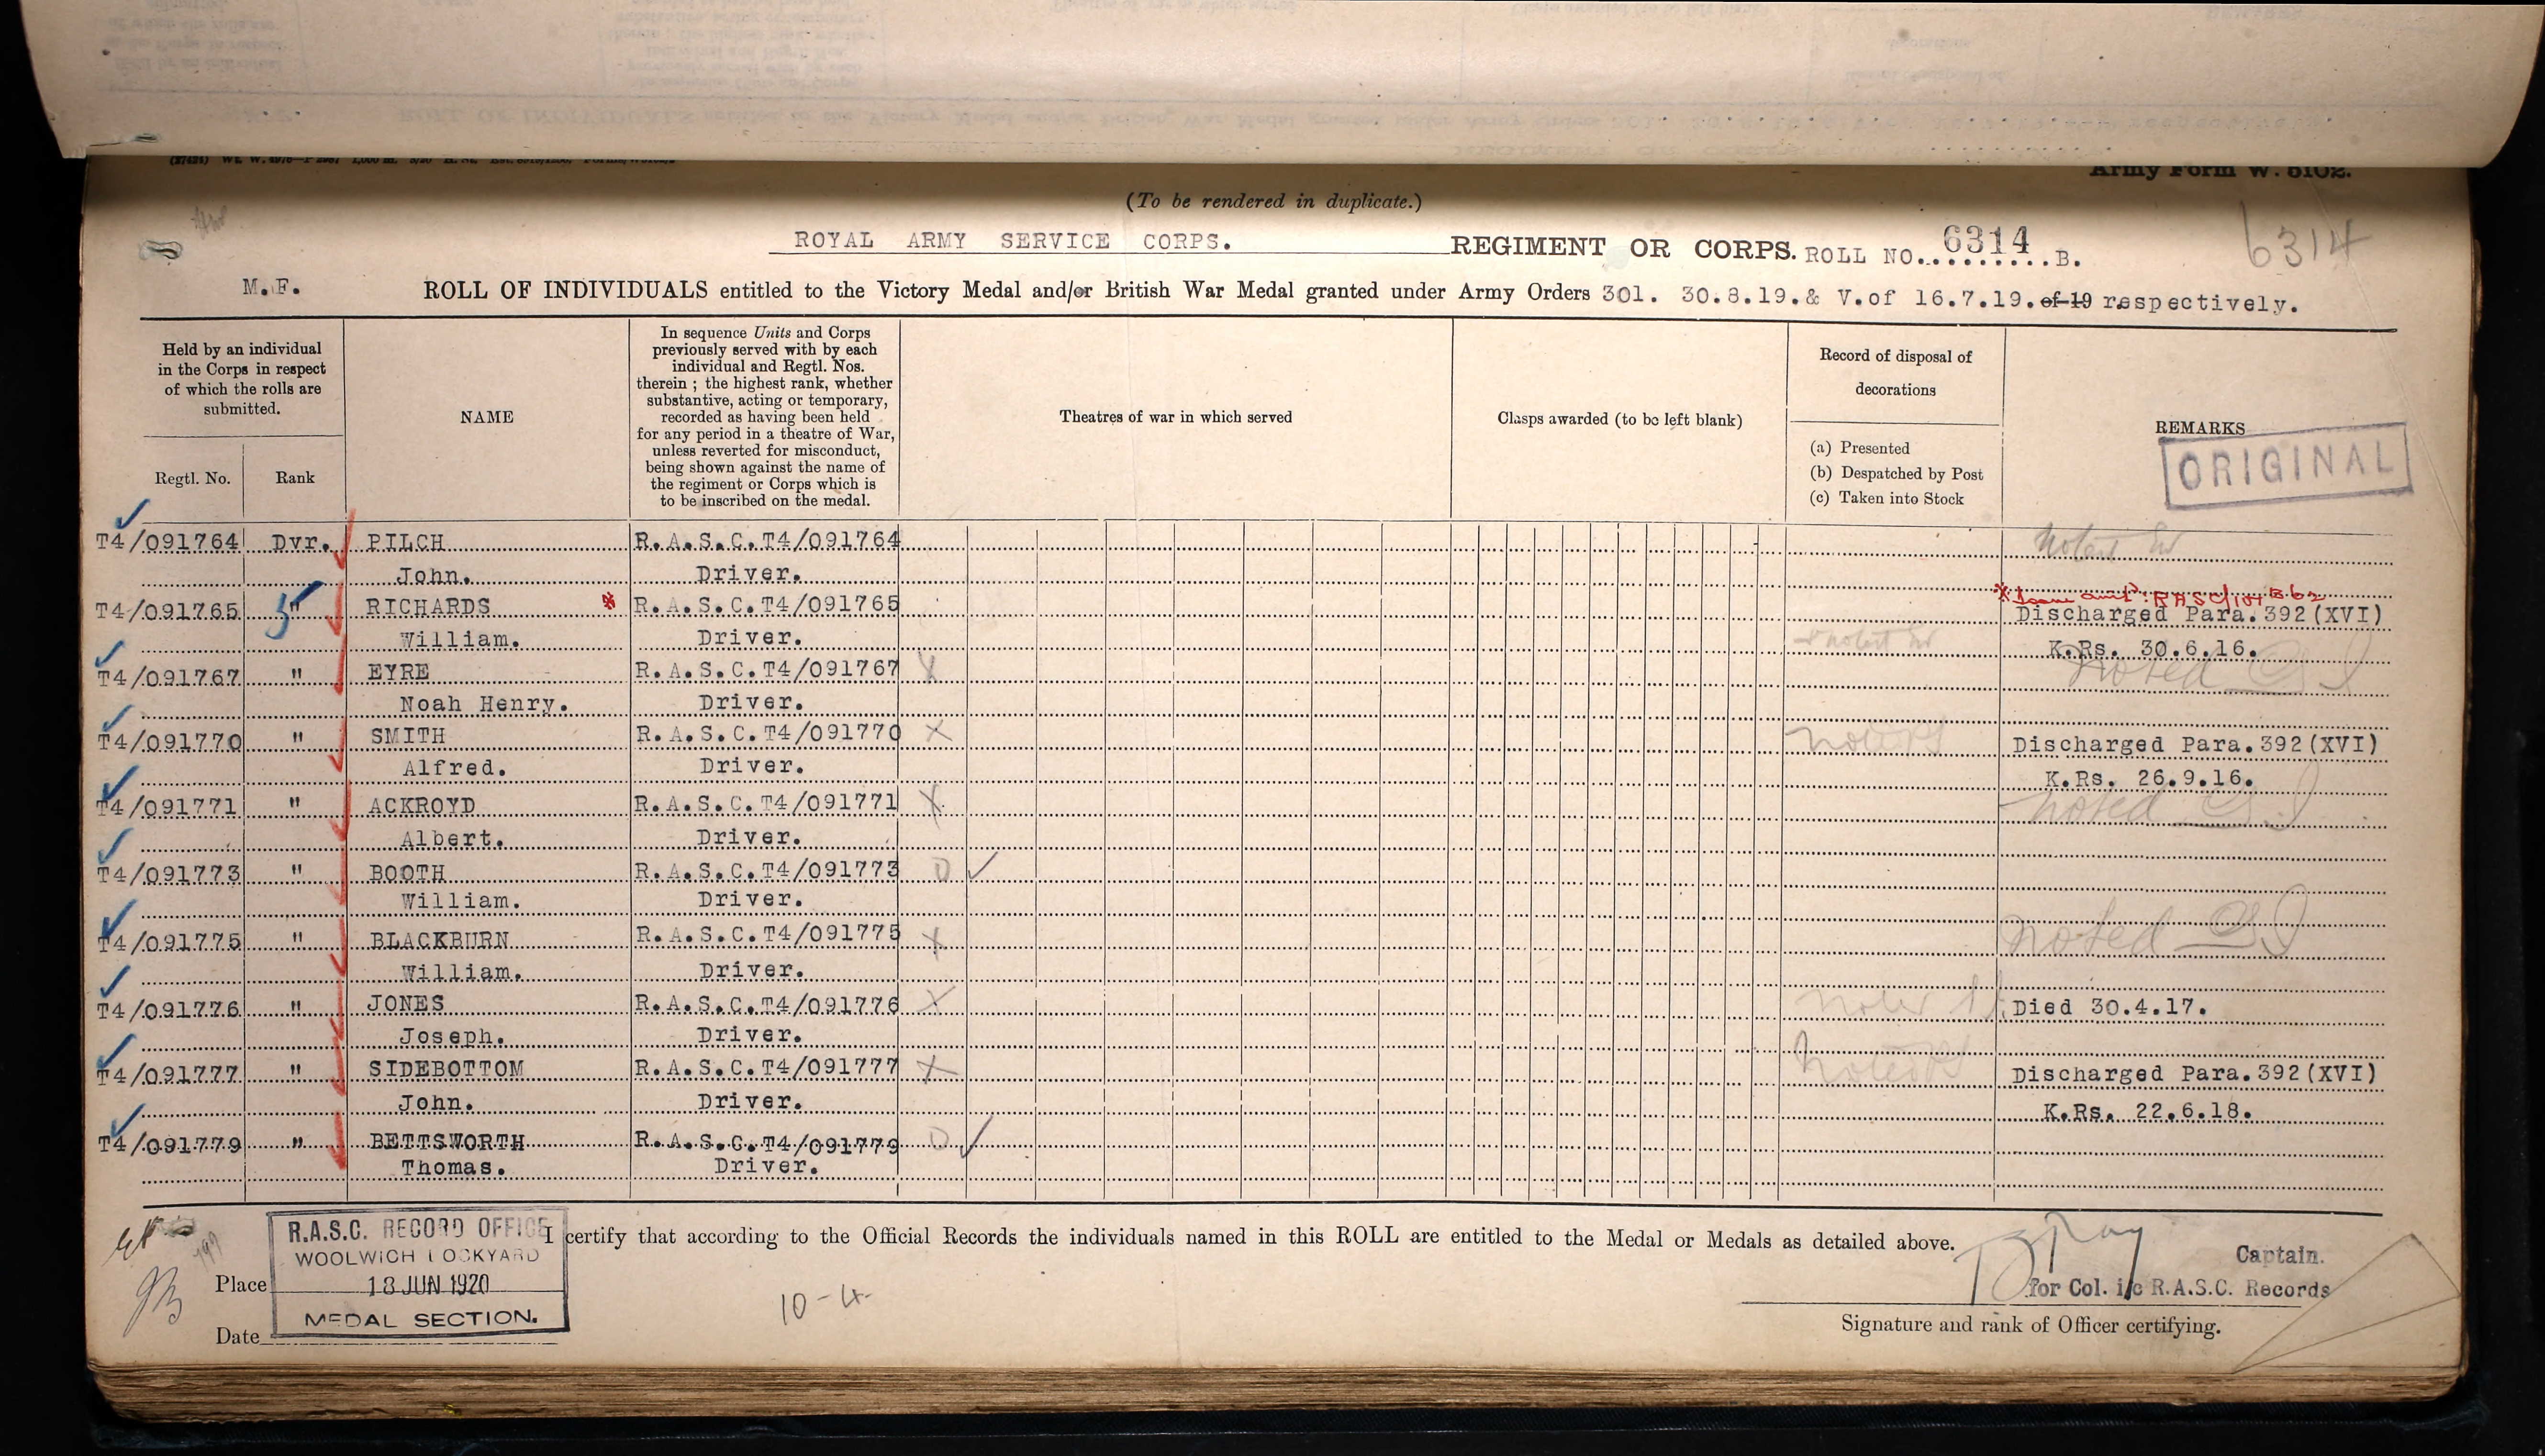 Army Form W. 5102.
(To be rendered in duplicate.)
ROYAL ARMY SERVICE CORPS. REGIMENT OR CORPS. ROLL NO. 6314 B.
6314
M.F. ROLL OF INDIVIDUALS entitled to the Victory Medal and/or British War Medal granted under Army Orders 301. 30.8.19.& V.of 16.7.19. of 19 respectively.
Held by an individual in the Corps in respect of which the rolls are submitted.
Regtl. No.
Rank
NAME
In sequence Units and Corps previously served with by each individual and Regtl. Nos. therein ; the highest rank, whether substantive, acting or temporary, recorded as having been held for any period in a theatre of War, unless reverted for misconduct, being shown against the name of the regiment or Corps which is to be inscribed on the medal.
Theatres of war in which served
Clasps awarded (to be left blank)
Record of disposal of decorations
(a) Presented
(b) Despatched by Post
(c) Taken into Stock
REMARKS
ORIGINAL
T4/091764 Dvr. PILCH R.A.S.C.T4/091764
John. Driver.
T4/091765 " RICHARDS R.A.S.C.T4/091765 Discharged Para.392(XVI)
William. Driver. K.Rs. 30.6.16.
T4/091767 " EYRE R.A.S.C.T4/091767 X noted
Noah Henry. Driver.
T4/091770 " SMITH R.A.S.C.T4/091770 X Discharged Para.392(XVI)
Alfred. Driver. K.Rs. 26.9.16.
T4/091771 " ACKROYD R.A.S.C.T4/091771 X noted
Albert. Driver.
T4/091773 " BOOTH R.A.S.C.T4/091773 0
William. Driver.
T4/091775 " BLACKBURN R.A.S.C.T4/091775 X noted
William. Driver.
T4/091776 " JONES R.A.S.C.T4/091776 X Died 30.4.17.
Joseph. Driver.
T4/091777 " SIDEBOTTOM R.A.S.C.T4/091777 X Discharged Para.392(XVI)
John. Driver. K.Rs. 22.6.18.
T4/091779 " BETTSWORTH R.A.S.C.T4/091779 0
Thomas. Driver.
I certify that according to the Official Records the individuals named in this ROLL are entitled to the Medal or Medals as detailed above.
R.A.S.C. RECORD OFFICE
WOOLWICH DOCKYARD
Place 18 JUN 1920
MEDAL SECTION.
Date
10-4
Captain.
for Col. i/c R.A.S.C. Records
Signature and rank of Officer certifying.